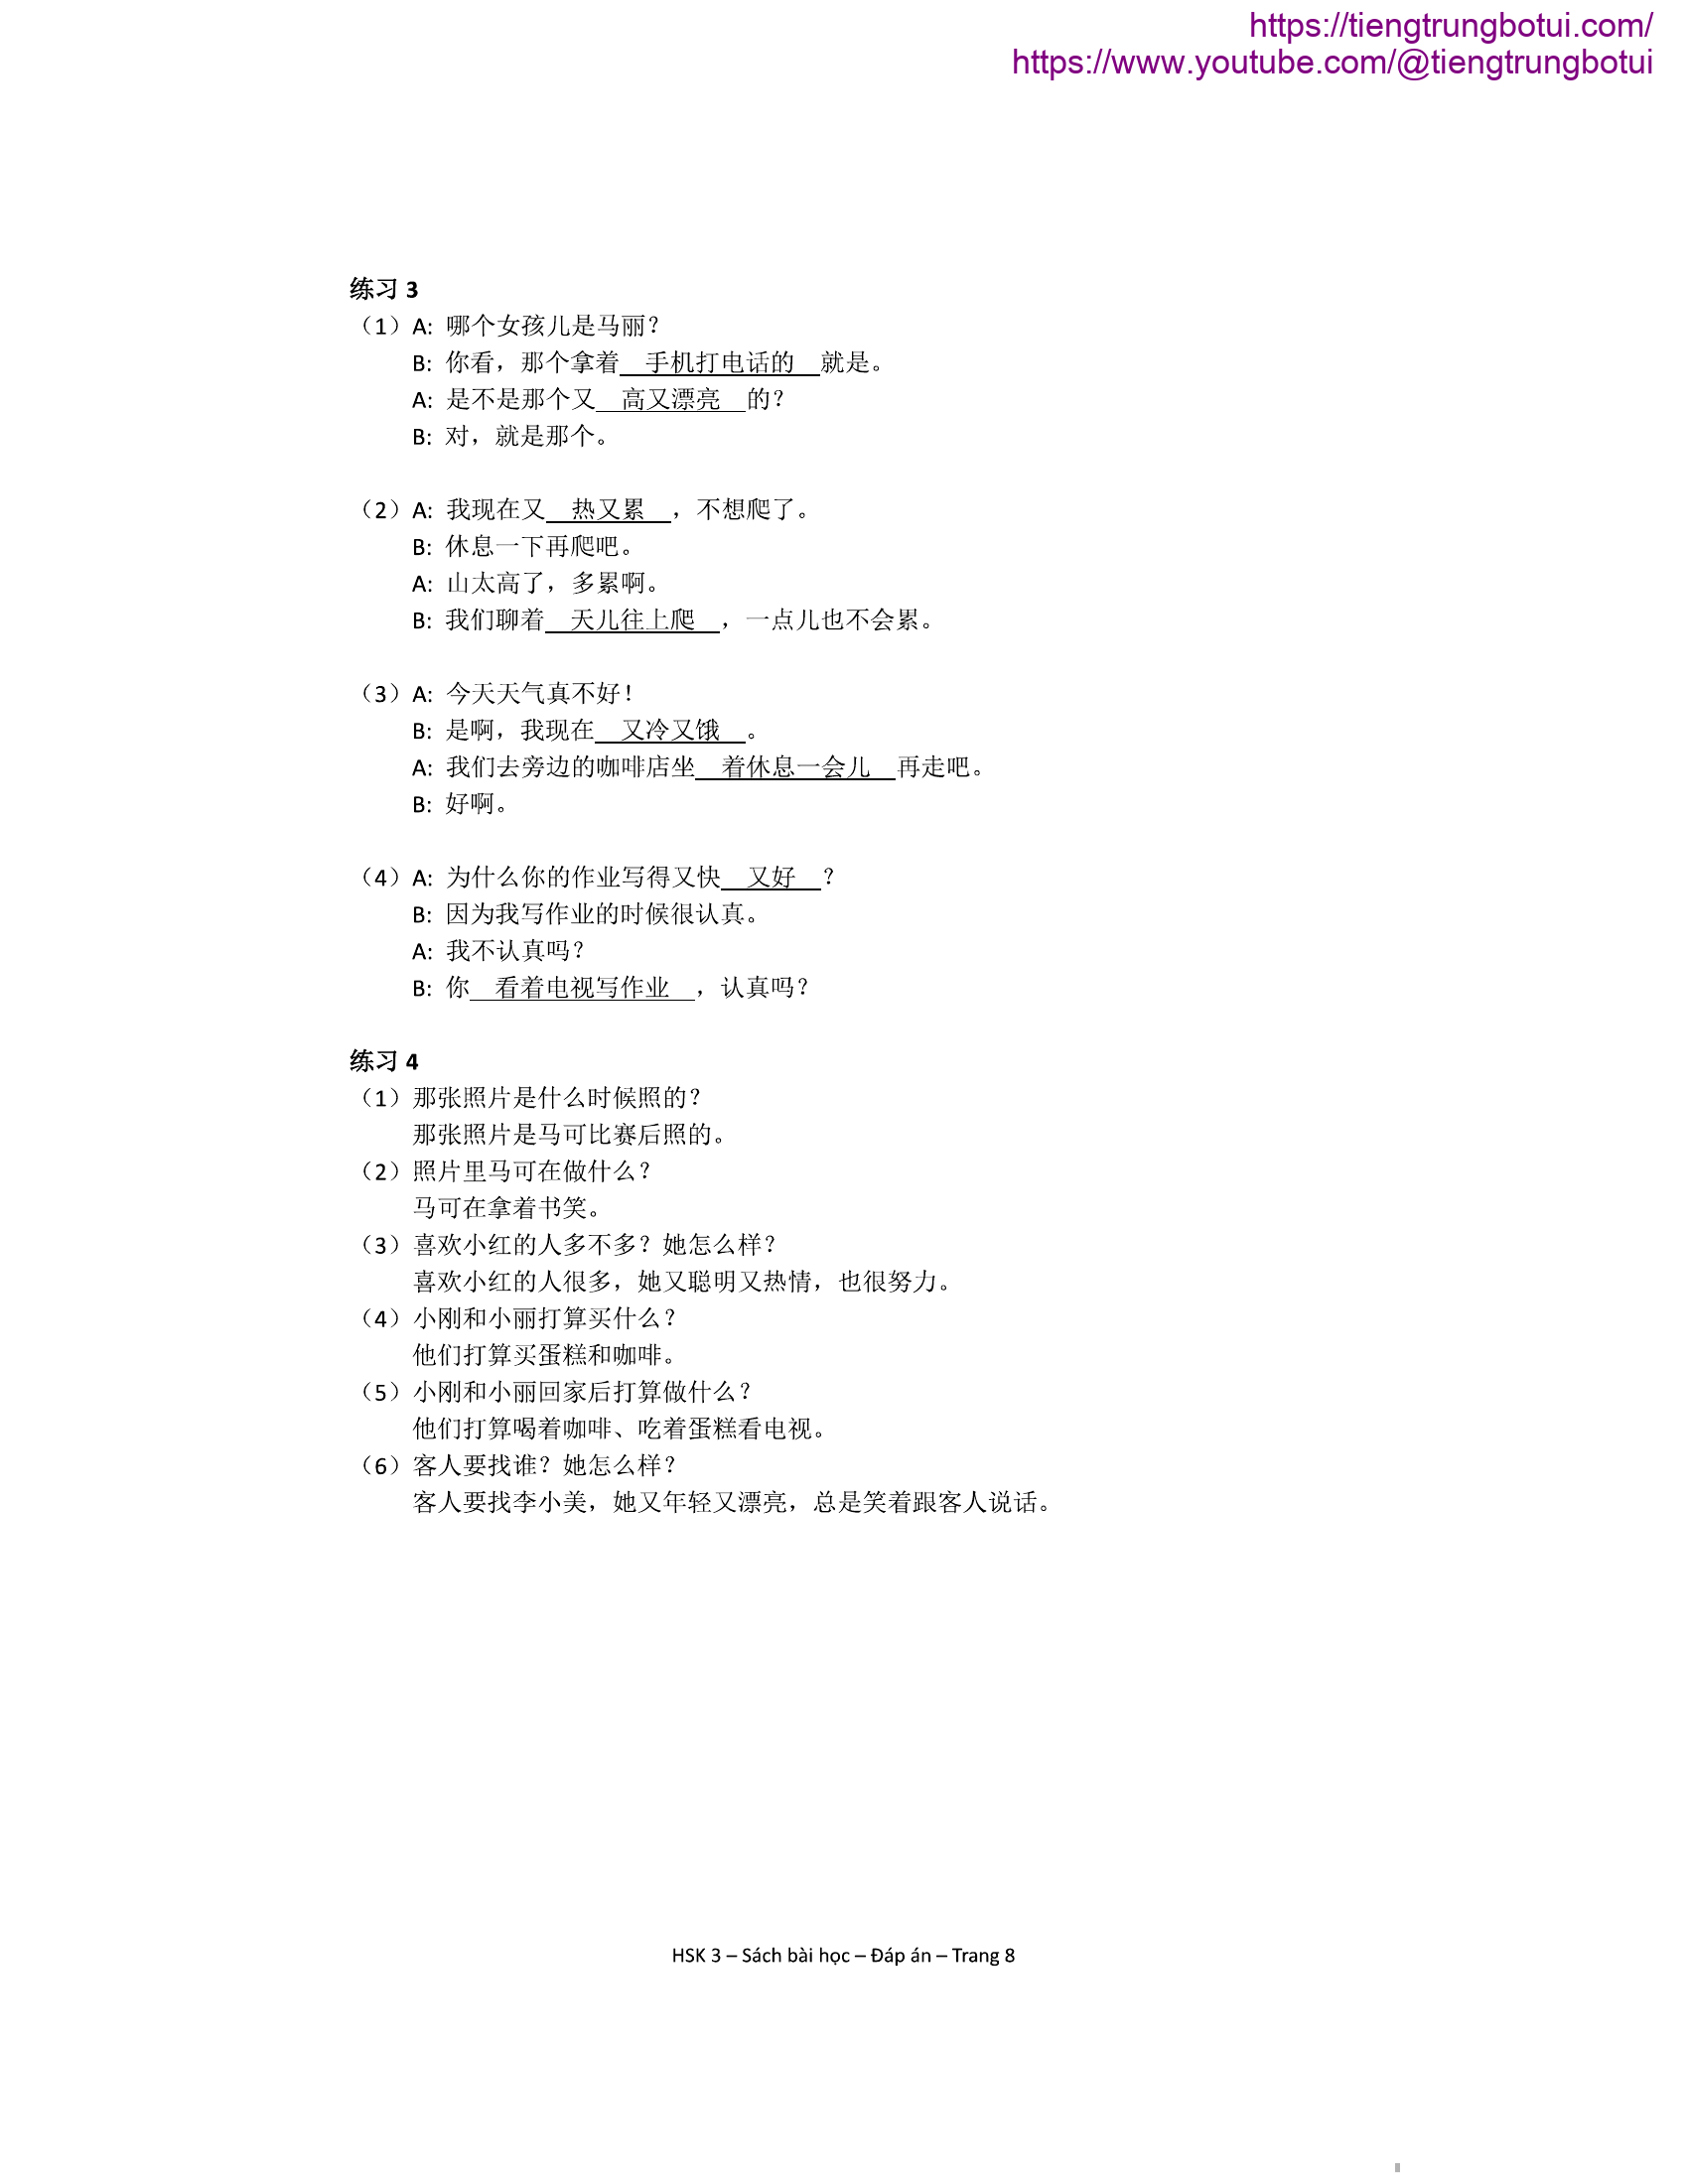 https://tiengtrungbotui.com/
https://www.youtube.com/@tiengtrungbotui
练习 3
（1）A: 哪个女孩儿是马丽？
B: 你看，那个拿着 手机打电话的 就是。
A: 是不是那个又 高又漂亮 的？
B: 对，就是那个。
（2）A: 我现在又 热又累 ，不想爬了。
B: 休息一下再爬吧。
A: 山太高了，多累啊。
B: 我们聊着 天儿往上爬 ，一点儿也不会累。
（3）A: 今天天气真不好！
B: 是啊，我现在 又冷又饿 。
A: 我们去旁边的咖啡店坐 着休息一会儿 再走吧。
B: 好啊。
（4）A: 为什么你的作业写得又快 又好 ？
B: 因为我写作业的时候很认真。
A: 我不认真吗？
B: 你 看着电视写作业 ，认真吗？
练习 4
（1）那张照片是什么时候照的？
那张照片是马可比赛后照的。
（2）照片里马可在做什么？
马可在拿着书笑。
（3）喜欢小红的人多不多？她怎么样？
喜欢小红的人很多，她又聪明又热情，也很努力。
（4）小刚和小丽打算买什么？
他们打算买蛋糕和咖啡。
（5）小刚和小丽回家后打算做什么？
他们打算喝着咖啡、吃着蛋糕看电视。
（6）客人要找谁？她怎么样？
客人要找李小美，她又年轻又漂亮，总是笑着跟客人说话。
HSK 3 – Sách bài học – Đáp án – Trang 8